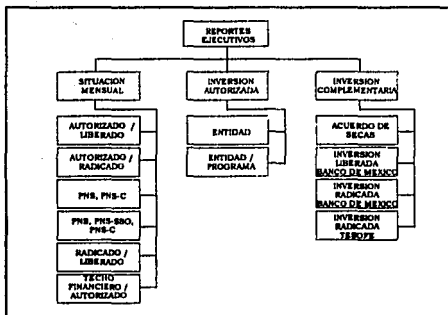 REPORTES
EJECUTIVOS
SITUACION
MENSUAL
AUTORIZADO /
LIBERADO
AUTORIZADO /
RADICADO
PNS, PNS-C
PNS, PNS-SSO,
PNS-C
RADICADO /
LIBERADO
TECHO
FINANCIERO /
AUTORIZADO
INVERSION
AUTORIZADA
ENTIDAD
ENTIDAD /
PROGRAMA
INVERSION
COMPLEMENTARIA
ACUERDO DE
SECAS
INVERSION
LIBERADA
BANCO DE MEXICO
INVERSION
RADICADA
BANCO DE MEXICO
INVERSION
RADICADA
TESOFE